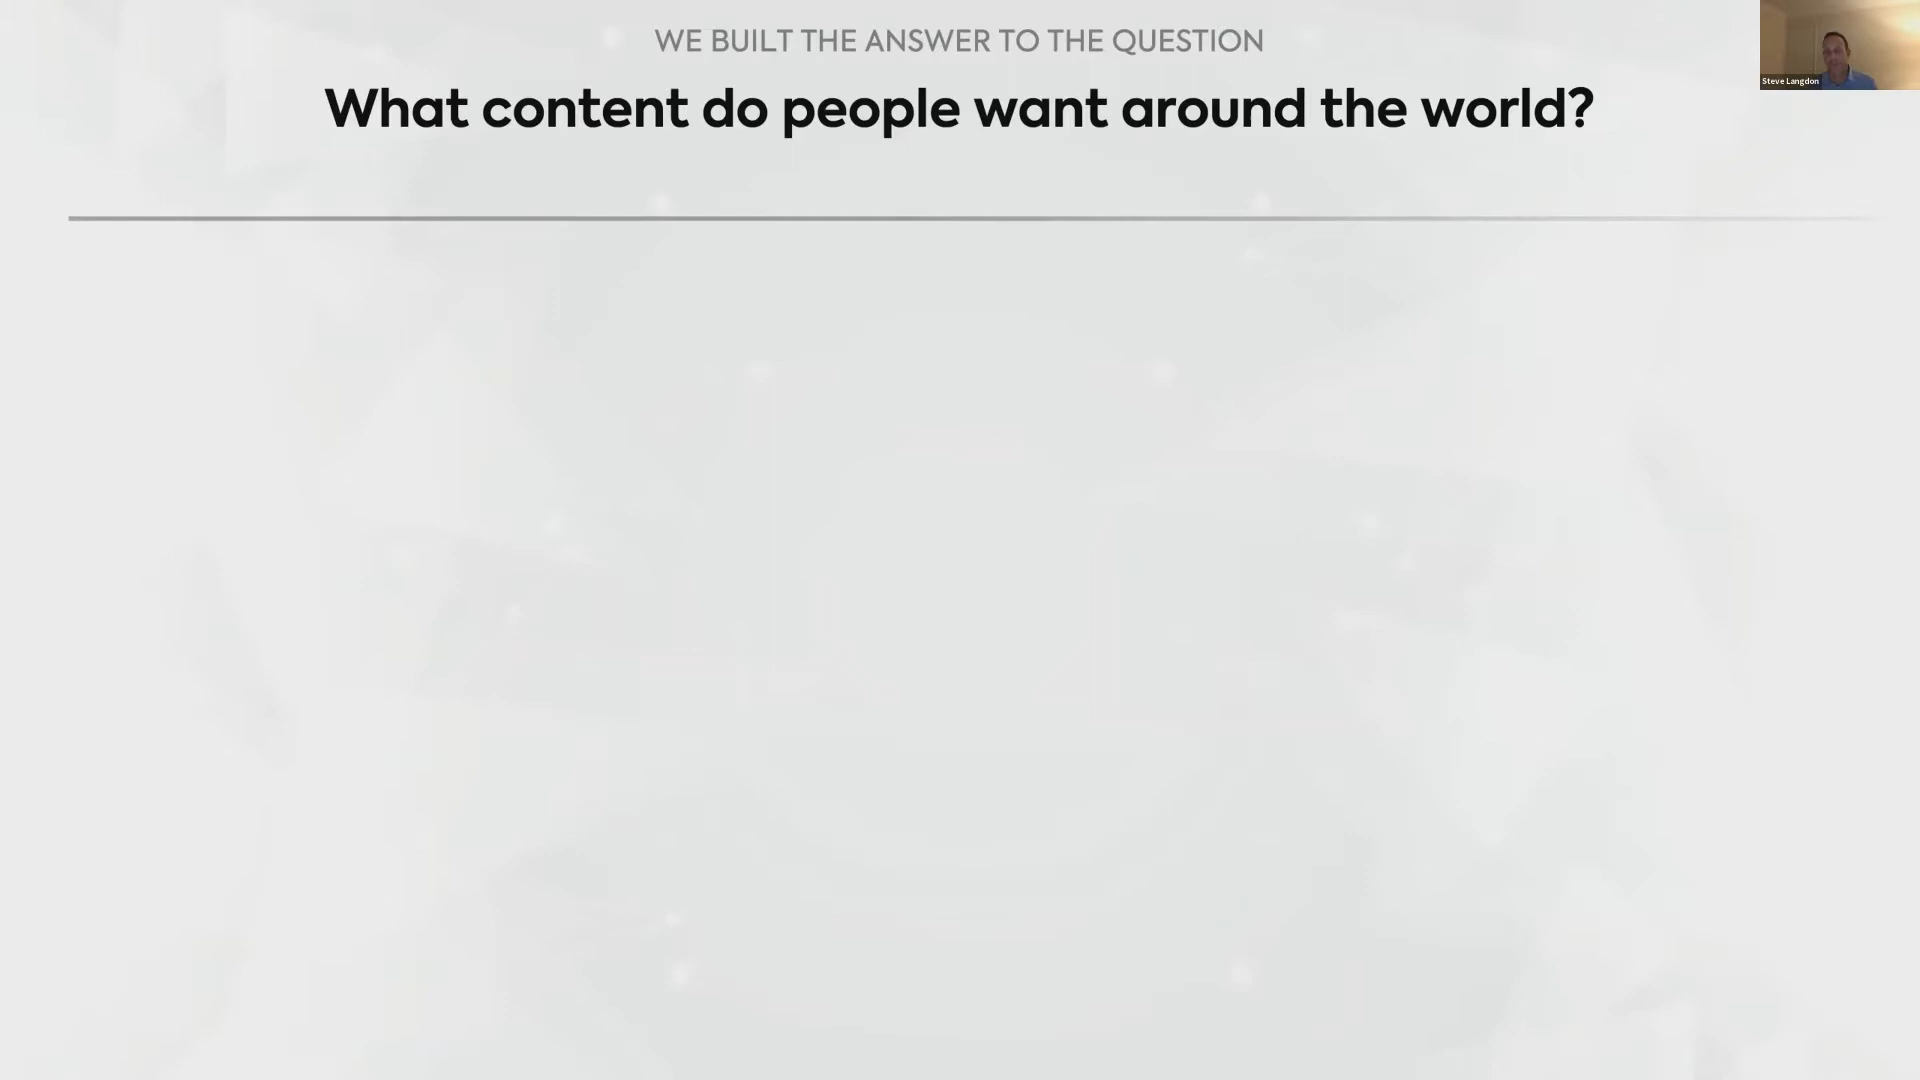 WE BUILT THE ANSWER TO THE QUESTION
What content do people want around the world?
Steve Langdon